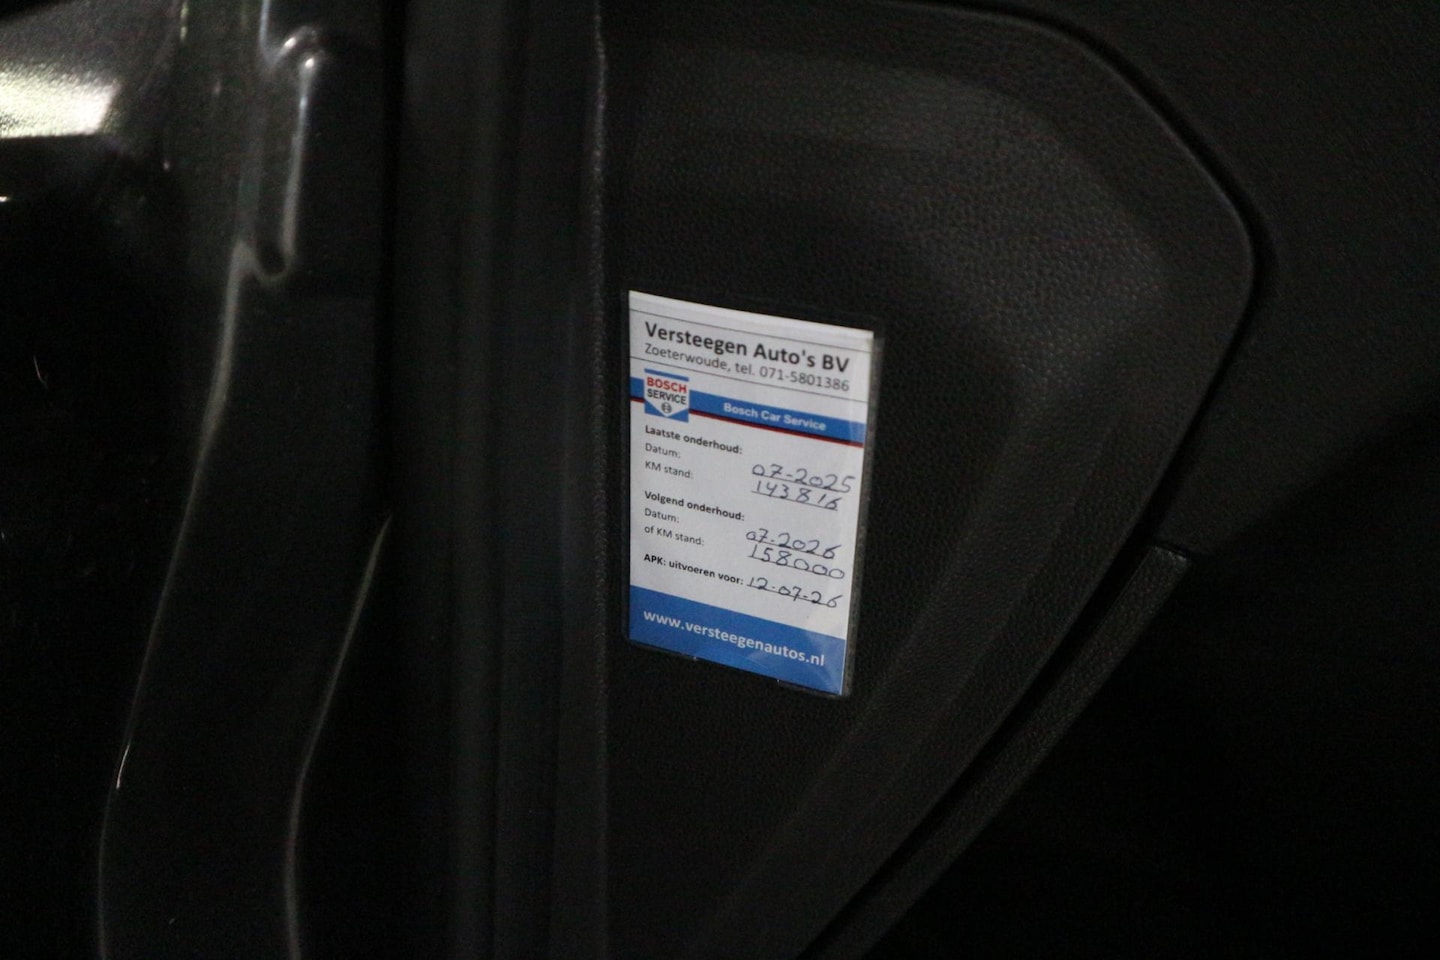 Versteegen Auto's BV
Zoeterwoude, tel. 071-5801386
BOSCH
SERVICE
Bosch Car Service
Laatste onderhoud:
Datum: 07-2025
KM stand: 143816
Volgend onderhoud:
Datum: 07-2026
of KM stand: 158000
APK: uitvoeren voor: 12-07-26
www.versteegenautos.nl